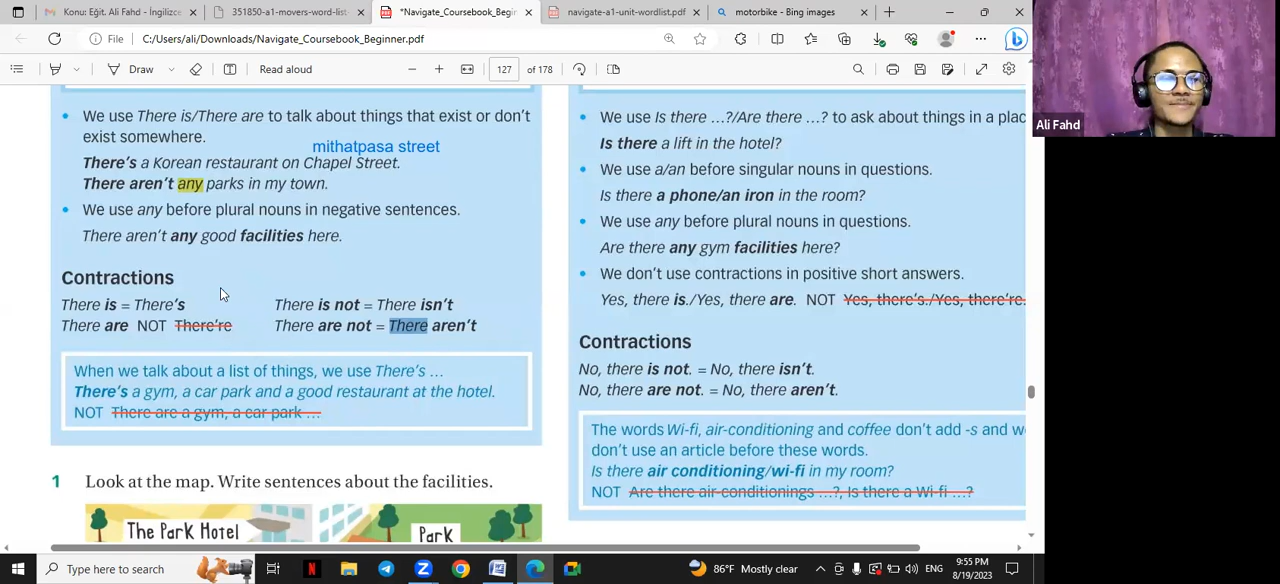 Konu: Eğit. Ali Fahd - İngilizce
351850-a1-movers-word-list-
*Navigate_Coursebook_Begin
navigate-a1-unit-wordlist.pdf
motorbike - Bing images
File
C:/Users/ali/Downloads/Navigate_Coursebook_Beginner.pdf
Draw
Read aloud
127
of 178
Ali Fahd
We use There is/There are to talk about things that exist or don't
exist somewhere.
mithatpasa street
There's a Korean restaurant on Chapel Street.
There aren't any parks in my town.
We use any before plural nouns in negative sentences.
There aren't any good facilities here.
Contractions
There is = There's
There is not = There isn't
There are NOT There're
There are not = There aren't
When we talk about a list of things, we use There's ...
There's a gym, a car park and a good restaurant at the hotel.
NOT There are a gym, a car park ...
1 Look at the map. Write sentences about the facilities.
The Park Hotel
Park
We use Is there ...?/Are there ...? to ask about things in a plac
Is there a lift in the hotel?
We use a/an before singular nouns in questions.
Is there a phone/an iron in the room?
We use any before plural nouns in questions.
Are there any gym facilities here?
We don't use contractions in positive short answers.
Yes, there is./Yes, there are. NOT Yes, there's./Yes, there're.
Contractions
No, there is not. = No, there isn't.
No, there are not. = No, there aren't.
The words Wi-fi, air-conditioning and coffee don't add -s and w
don't use an article before these words.
Is there air conditioning/wi-fi in my room?
NOT Are there air-conditionings ...?, Is there a Wi-fi ...?
Type here to search
86°F Mostly clear
ENG
9:55 PM
8/19/2023